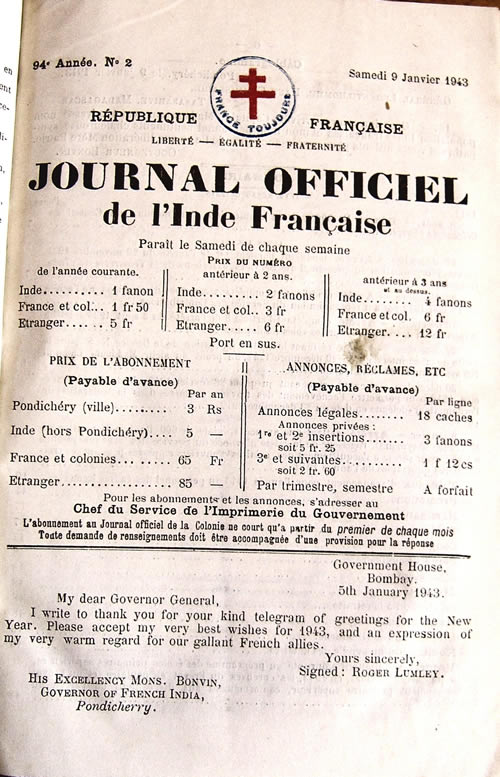 94e Année. No 2
Samedi 9 Janvier 1943
FRANCE TOUJOURS
RÉPUBLIQUE FRANÇAISE
LIBERTÉ — EGALITÉ — FRATERNITÉ
JOURNAL OFFICIEL
de l'Inde Française
Paraît le Samedi de chaque semaine
PRIX DU NUMÉRO
de l'année courante.
Inde.......... 1 fanon
France et col.. 1 fr 50
Etranger...... 5 fr
antérieur à 2 ans.
Inde......... 2 fanons
France et col.. 3 fr
Etranger..... 6 fr
antérieur à 3 ans
et au dessus.
Inde......... 4 fanons
France et col. 6 fr
Etranger... 12 fr
Port en sus.
PRIX DE L'ABONNEMENT
(Payable d'avance)
Par an
Pondichéry (ville)......... 3 Rs
Inde (hors Pondichéry).... 5 —
France et colonies... ...... 65 Fr
Etranger.................. 85 —
ANNONCES, RÉCLAMES, ETC
(Payable d'avance)
Par ligne
Annonces légales........ 18 caches
Annonces privées :
1re et 2e insertions...... 3 fanons
soit 5 fr. 25
3e et suivantes.......... 1 f 12cs
soit 2 fr. 60
Par trimestre, semestre A forfait
Pour les abonnements et les annonces, s'adresser au
Chef du Service de l'Imprimerie du Gouvernement
L'abonnement au Journal officiel de la Colonie ne court qu'a partir du premier de chaque mois
Toute demande de renseignements doit être accompagnée d'une provision pour la réponse
Government House,
Bombay.
5th January 1943.
My dear Governor General,
I write to thank you for your kind telegram of greetings for the New
Year. Please accept my very best wishes for 1943, and an expression of
my very warm regard for our gallant French allies.
Yours sincerely,
Signed : ROGER LUMLEY.
HIS EXCELLENCY MONS. BONVIN,
GOVERNOR OF FRENCH INDIA,
Pondicherry.